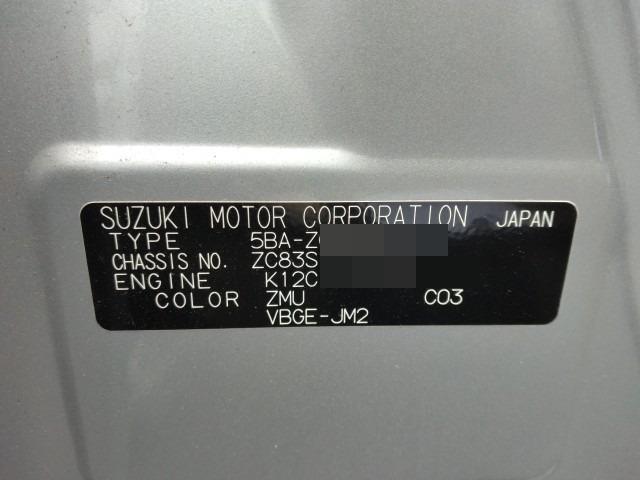 SUZUKI MOTOR CORPORATION JAPAN
TYPE 5BA-Z
CHASSIS NO. ZC83S
ENGINE K12C
COLOR ZMU C03
VBGE-JM2